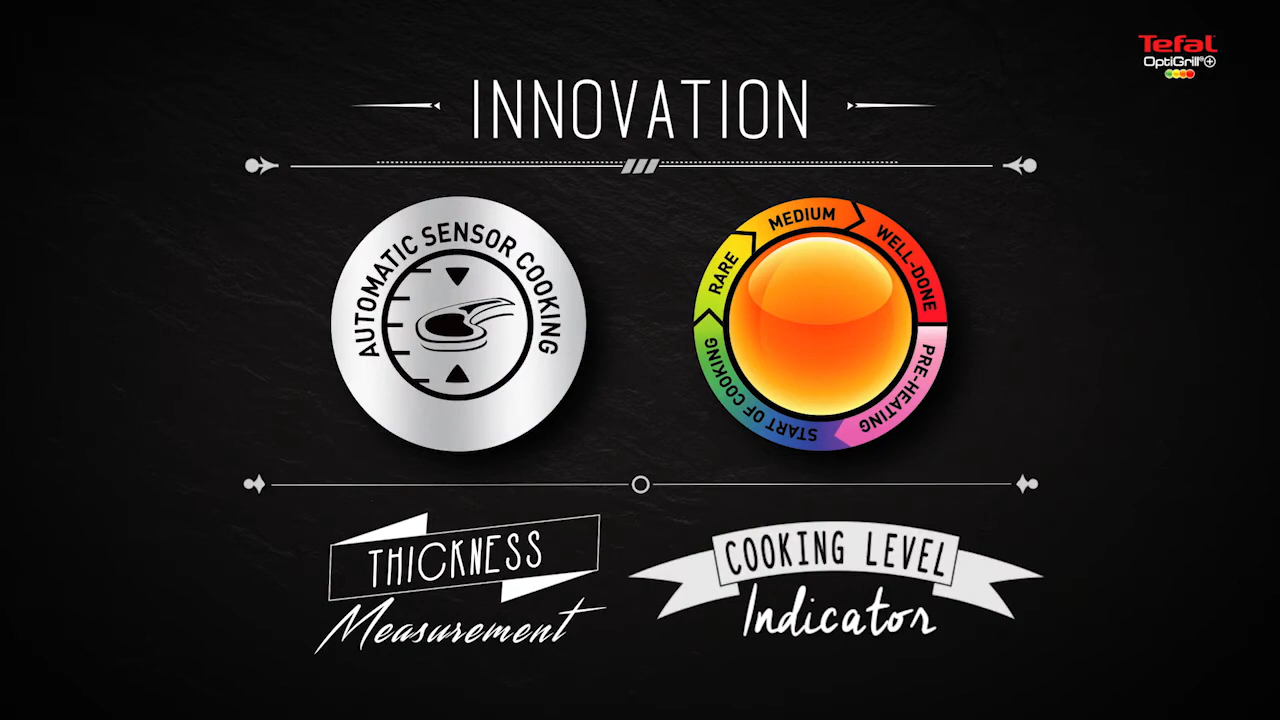 Tefal
OptiGrill®+
INNOVATION
AUTOMATIC SENSOR COOKING
RARE
MEDIUM
WELL-DONE
PRE-HEATING
START OF COOKING
THICKNESS
Measurement
COOKING LEVEL
Indicator